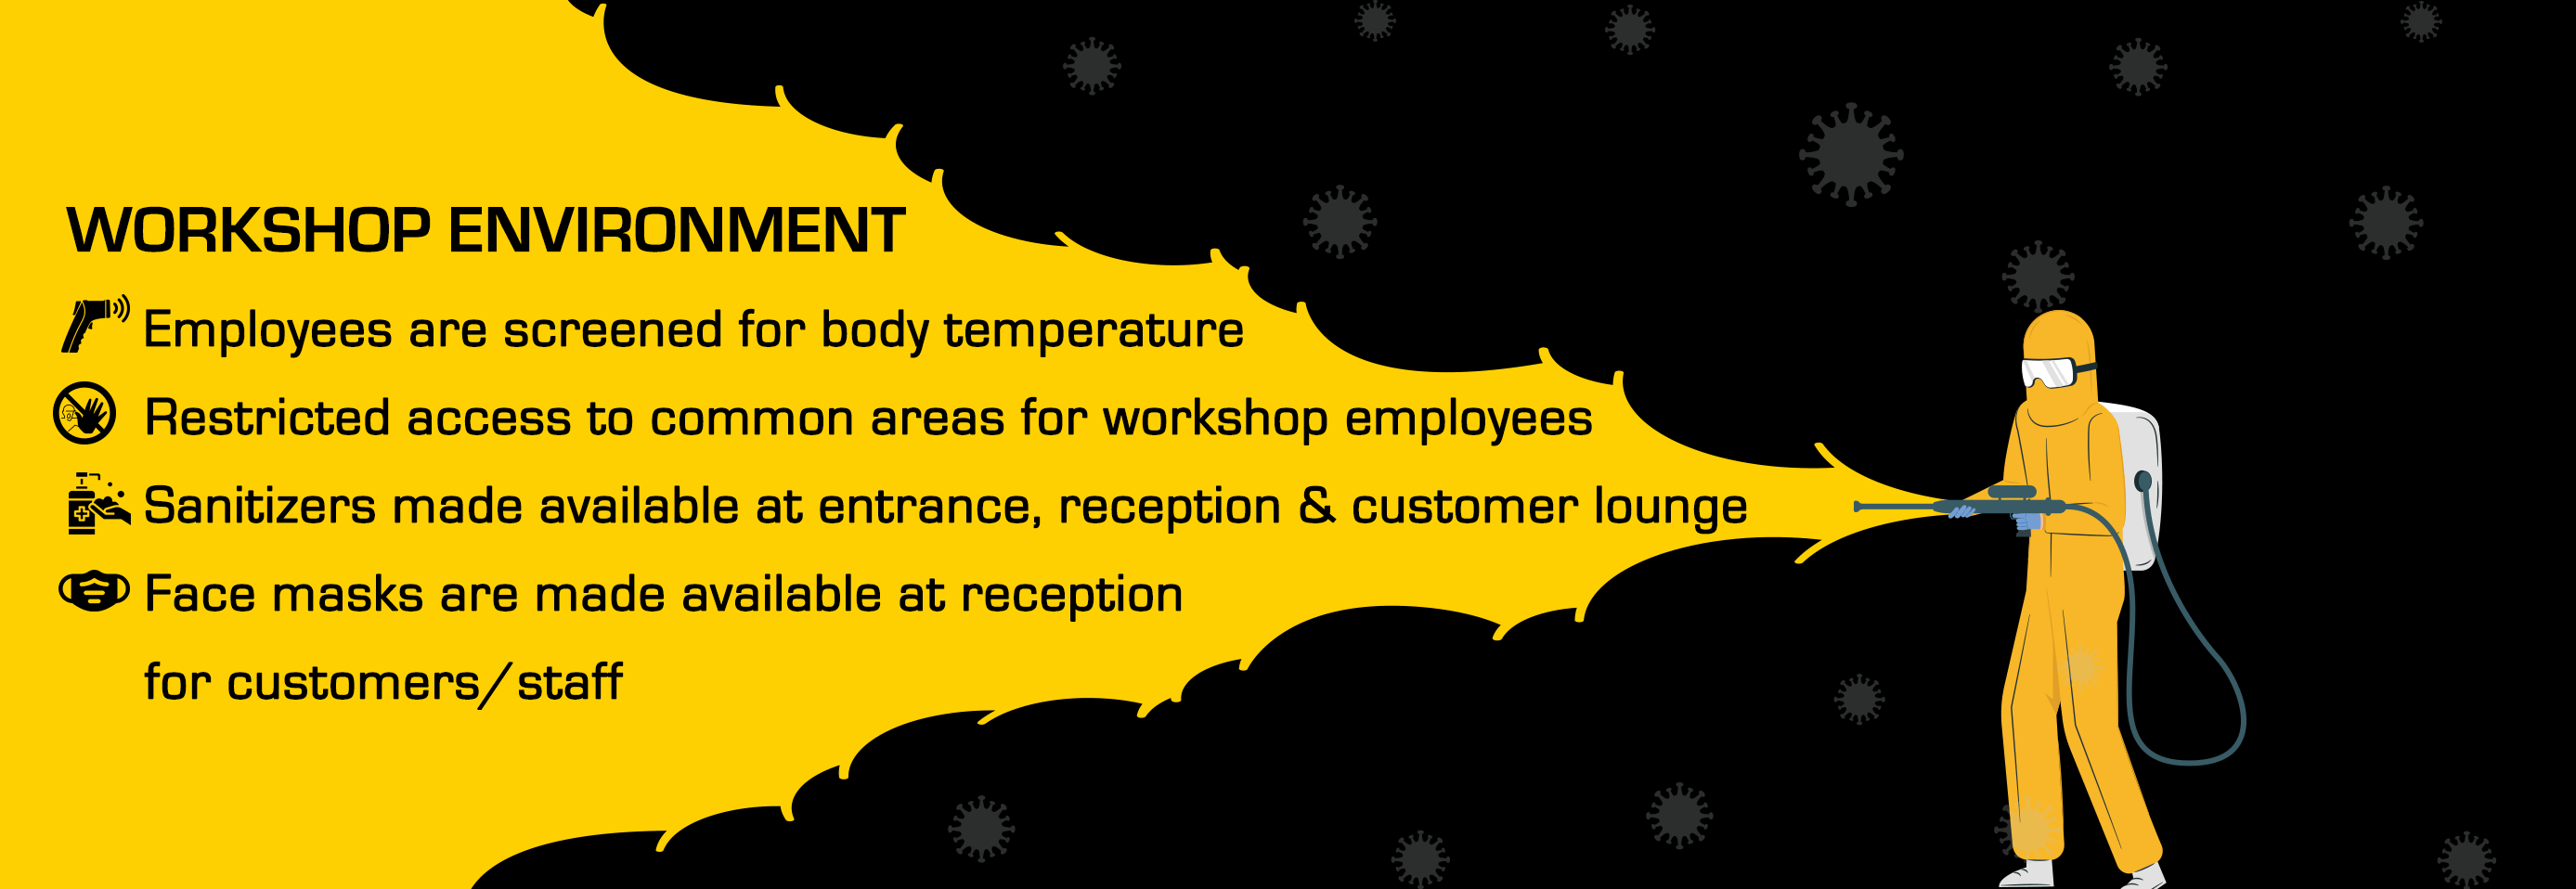 WORKSHOP ENVIRONMENT
Employees are screened for body temperature
Restricted access to common areas for workshop employees
Sanitizers made available at entrance, reception & customer lounge
Face masks are made available at reception
for customers/staff